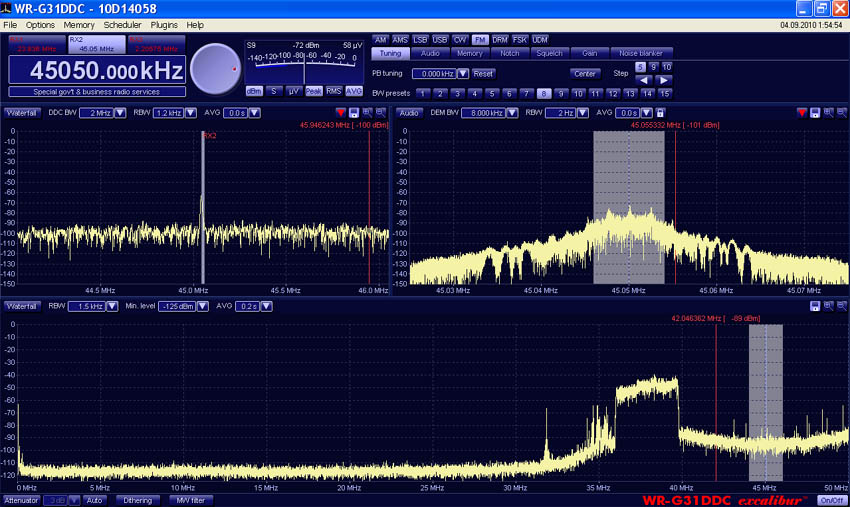 WR-G31DDC - 10D14058
File Options Memory Scheduler Plugins Help
04.09.2010 1:54:54
RX2
45.05 MHz
45050.000kHz
Special gov't & business radio services
S9 -72 dBm 58 µV
-140 -120 -100 -80 -60 -40 -20 0
dBm S µV Peak RMS AVG
AM AMS LSB USB CW FM DRM FSK UDM
Tuning Audio Memory Notch Squelch Gain Noise blanker
PB tuning 0.000 kHz Reset Center Step 5 9 10
BW presets 1 2 3 4 5 6 7 8 9 10 11 12 13 14 15
Waterfall DDC BW 2 MHz RBW 1.2 kHz AVG 0.0 s
45.946243 MHz [ -100 dBm]
RX2
0
-10
-20
-30
-40
-50
-60
-70
-80
-90
-100
-110
-120
-130
-140
-150
44.5 MHz 45.0 MHz 45.5 MHz 46.0 MHz
Audio DEM BW 8.000 kHz RBW 2 Hz AVG 0.0 s
45.055332 MHz [ -101 dBm]
0
-10
-20
-30
-40
-50
-60
-70
-80
-90
-100
-110
-120
-130
-140
-150
45.03 MHz 45.04 MHz 45.05 MHz 45.06 MHz 45.07 MHz
Waterfall RBW 1.5 kHz Min. level -125 dBm AVG 0.2 s
42.046362 MHz [ -89 dBm]
0
-10
-20
-30
-40
-50
-60
-70
-80
-90
-100
-110
-120
0 MHz 5 MHz 10 MHz 15 MHz 20 MHz 25 MHz 30 MHz 35 MHz 40 MHz 45 MHz 50 MHz
Attenuator 3 dB Auto Dithering MW filter
WR-G31DDC excalibur™ On/Off